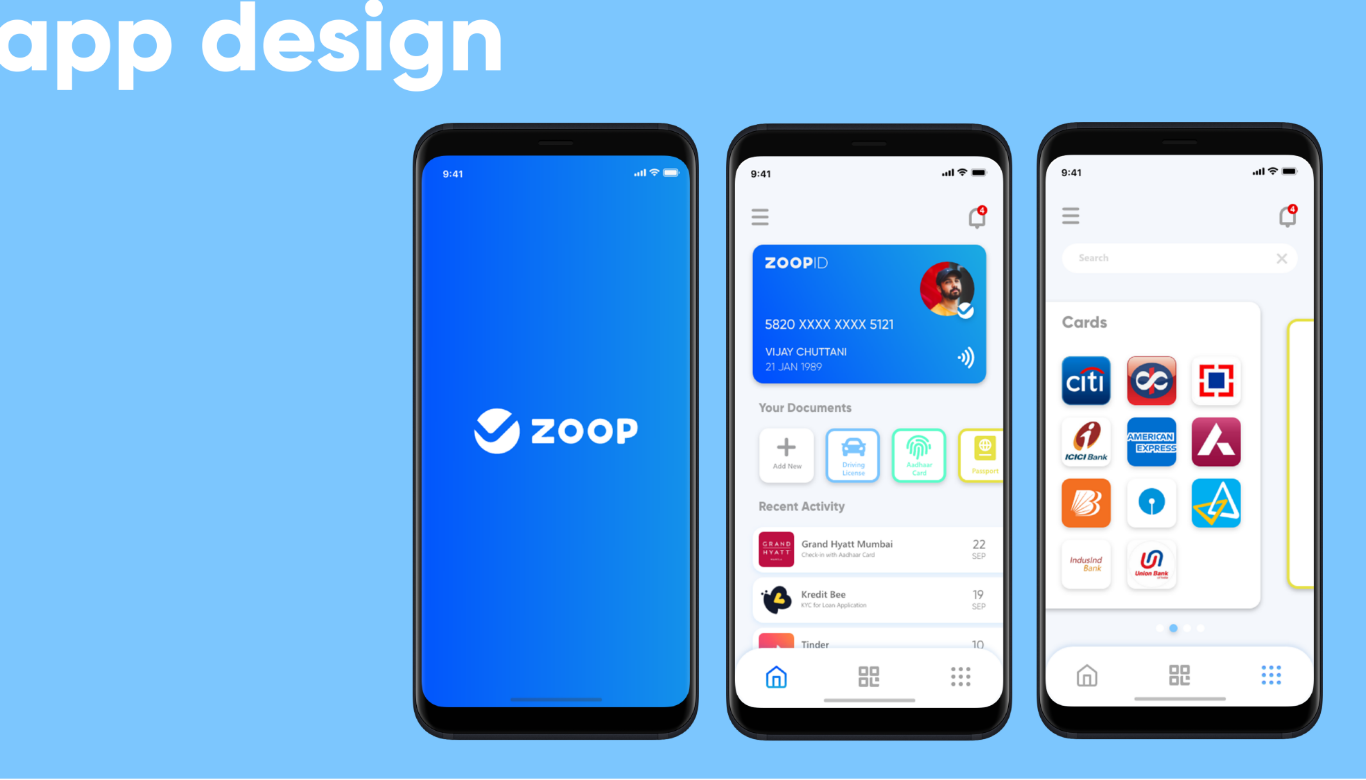 app design
9:41
ZOOP
9:41
4
ZOOPID
5820 XXXX XXXX 5121
VIJAY CHUTTANI
21 JAN 1989
Your Documents
Add New
Driving
License
Aadhaar
Card
Passport
Recent Activity
GRAND
HYATT
Grand Hyatt Mumbai
Check-in with Aadhaar Card
22
SEP
Kredit Bee
KYC for Loan Application
19
SEP
Tinder
10
9:41
4
Search
Cards
citi
ICICI Bank
AMERICAN
EXPRESS
IndusInd
Bank
Union Bank